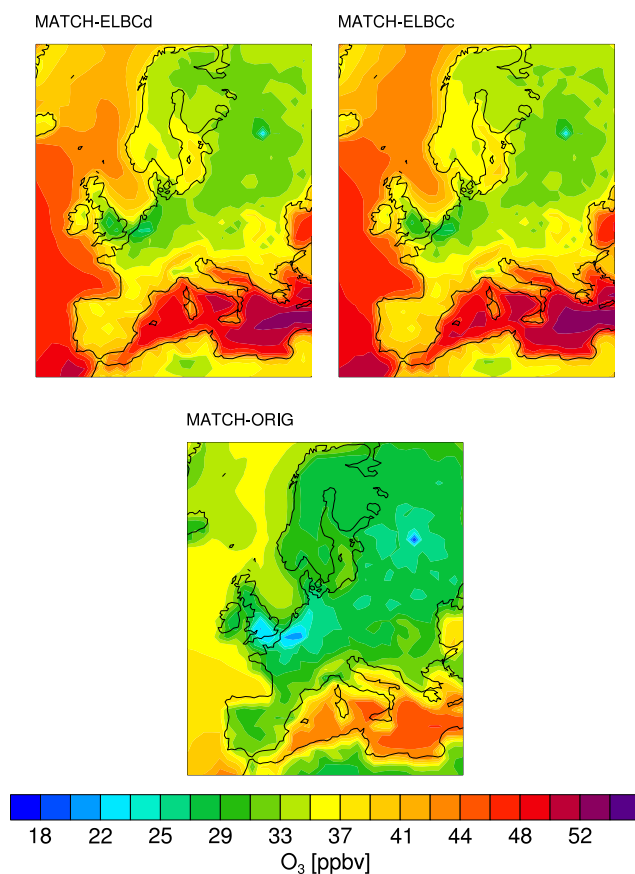 MATCH-ELBCd
MATCH-ELBCc
MATCH-ORIG
18 22 25 29 33 37 41 44 48 52
O₃ [ppbv]